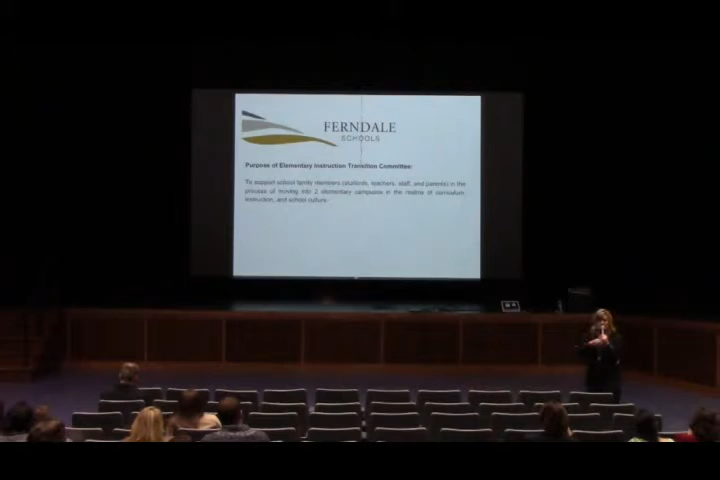 FERNDALE
SCHOOLS
Purpose of Elementary Instruction Transition Committee:
To support school family members (students, teachers, staff, and parents) in the
process of moving into 2 elementary campuses in the realms of curriculum,
instruction, and school culture.